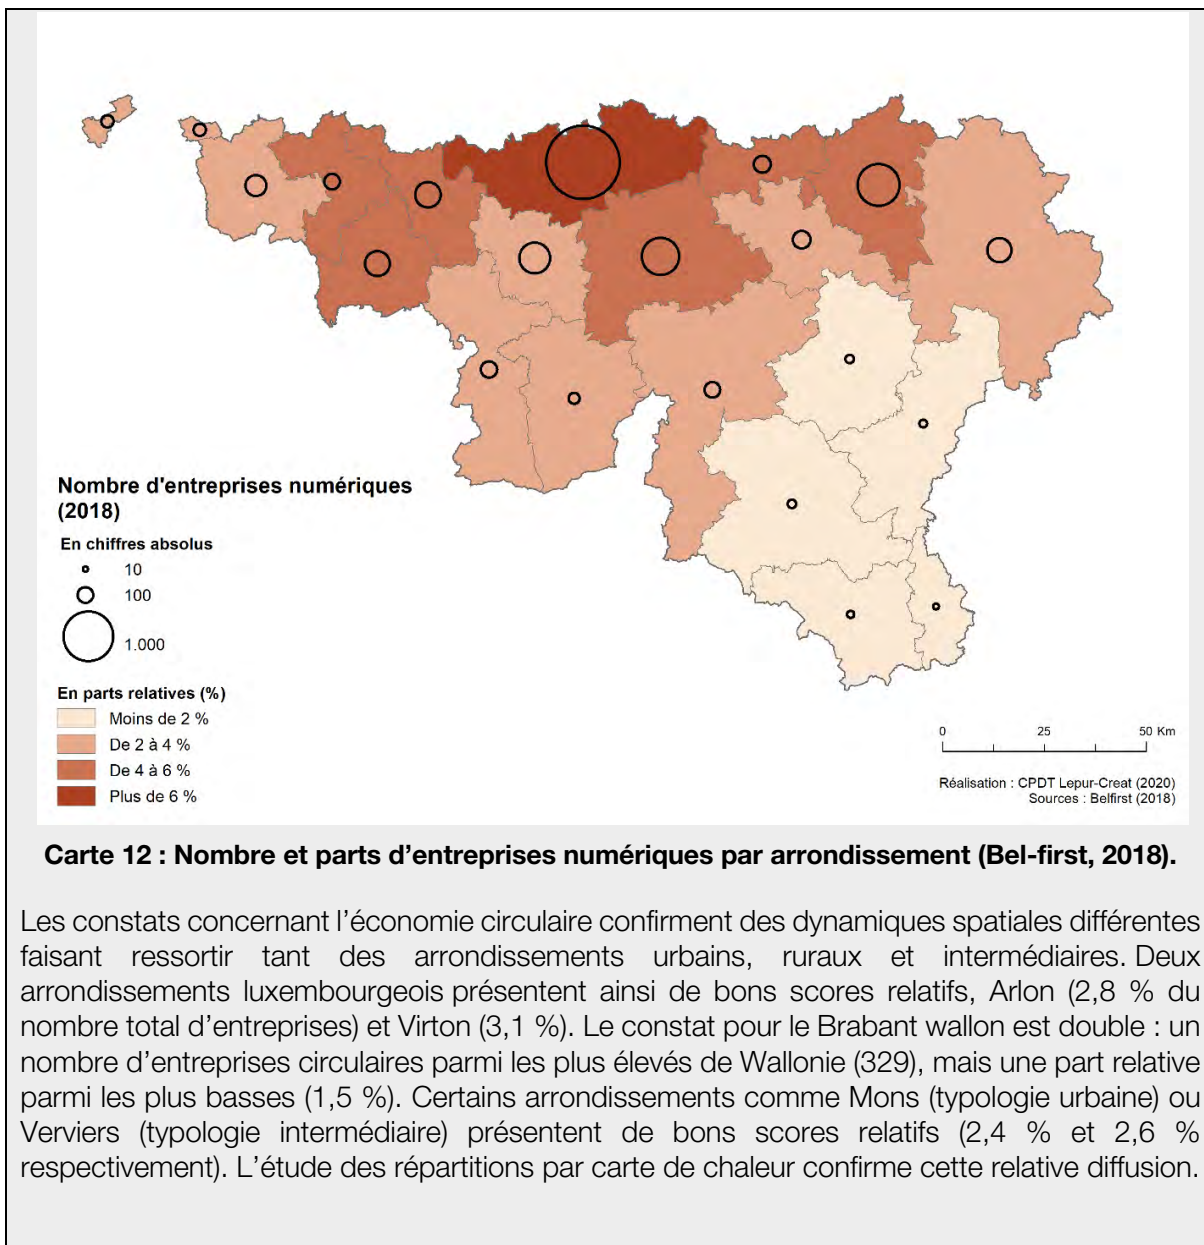 Nombre d'entreprises numériques
(2018)
En chiffres absolus
10
100
1.000
En parts relatives (%)
Moins de 2 %
De 2 à 4 %
De 4 à 6 %
Plus de 6 %
0 25 50 Km
Réalisation : CPDT Lepur-Creat (2020)
Sources : Belfirst (2018)
Carte 12 : Nombre et parts d'entreprises numériques par arrondissement (Bel-first, 2018).
Les constats concernant l'économie circulaire confirment des dynamiques spatiales différentes
faisant ressortir tant des arrondissements urbains, ruraux et intermédiaires. Deux
arrondissements luxembourgeois présentent ainsi de bons scores relatifs, Arlon (2,8 % du
nombre total d'entreprises) et Virton (3,1 %). Le constat pour le Brabant wallon est double : un
nombre d'entreprises circulaires parmi les plus élevés de Wallonie (329), mais une part relative
parmi les plus basses (1,5 %). Certains arrondissements comme Mons (typologie urbaine) ou
Verviers (typologie intermédiaire) présentent de bons scores relatifs (2,4 % et 2,6 %
respectivement). L'étude des répartitions par carte de chaleur confirme cette relative diffusion.